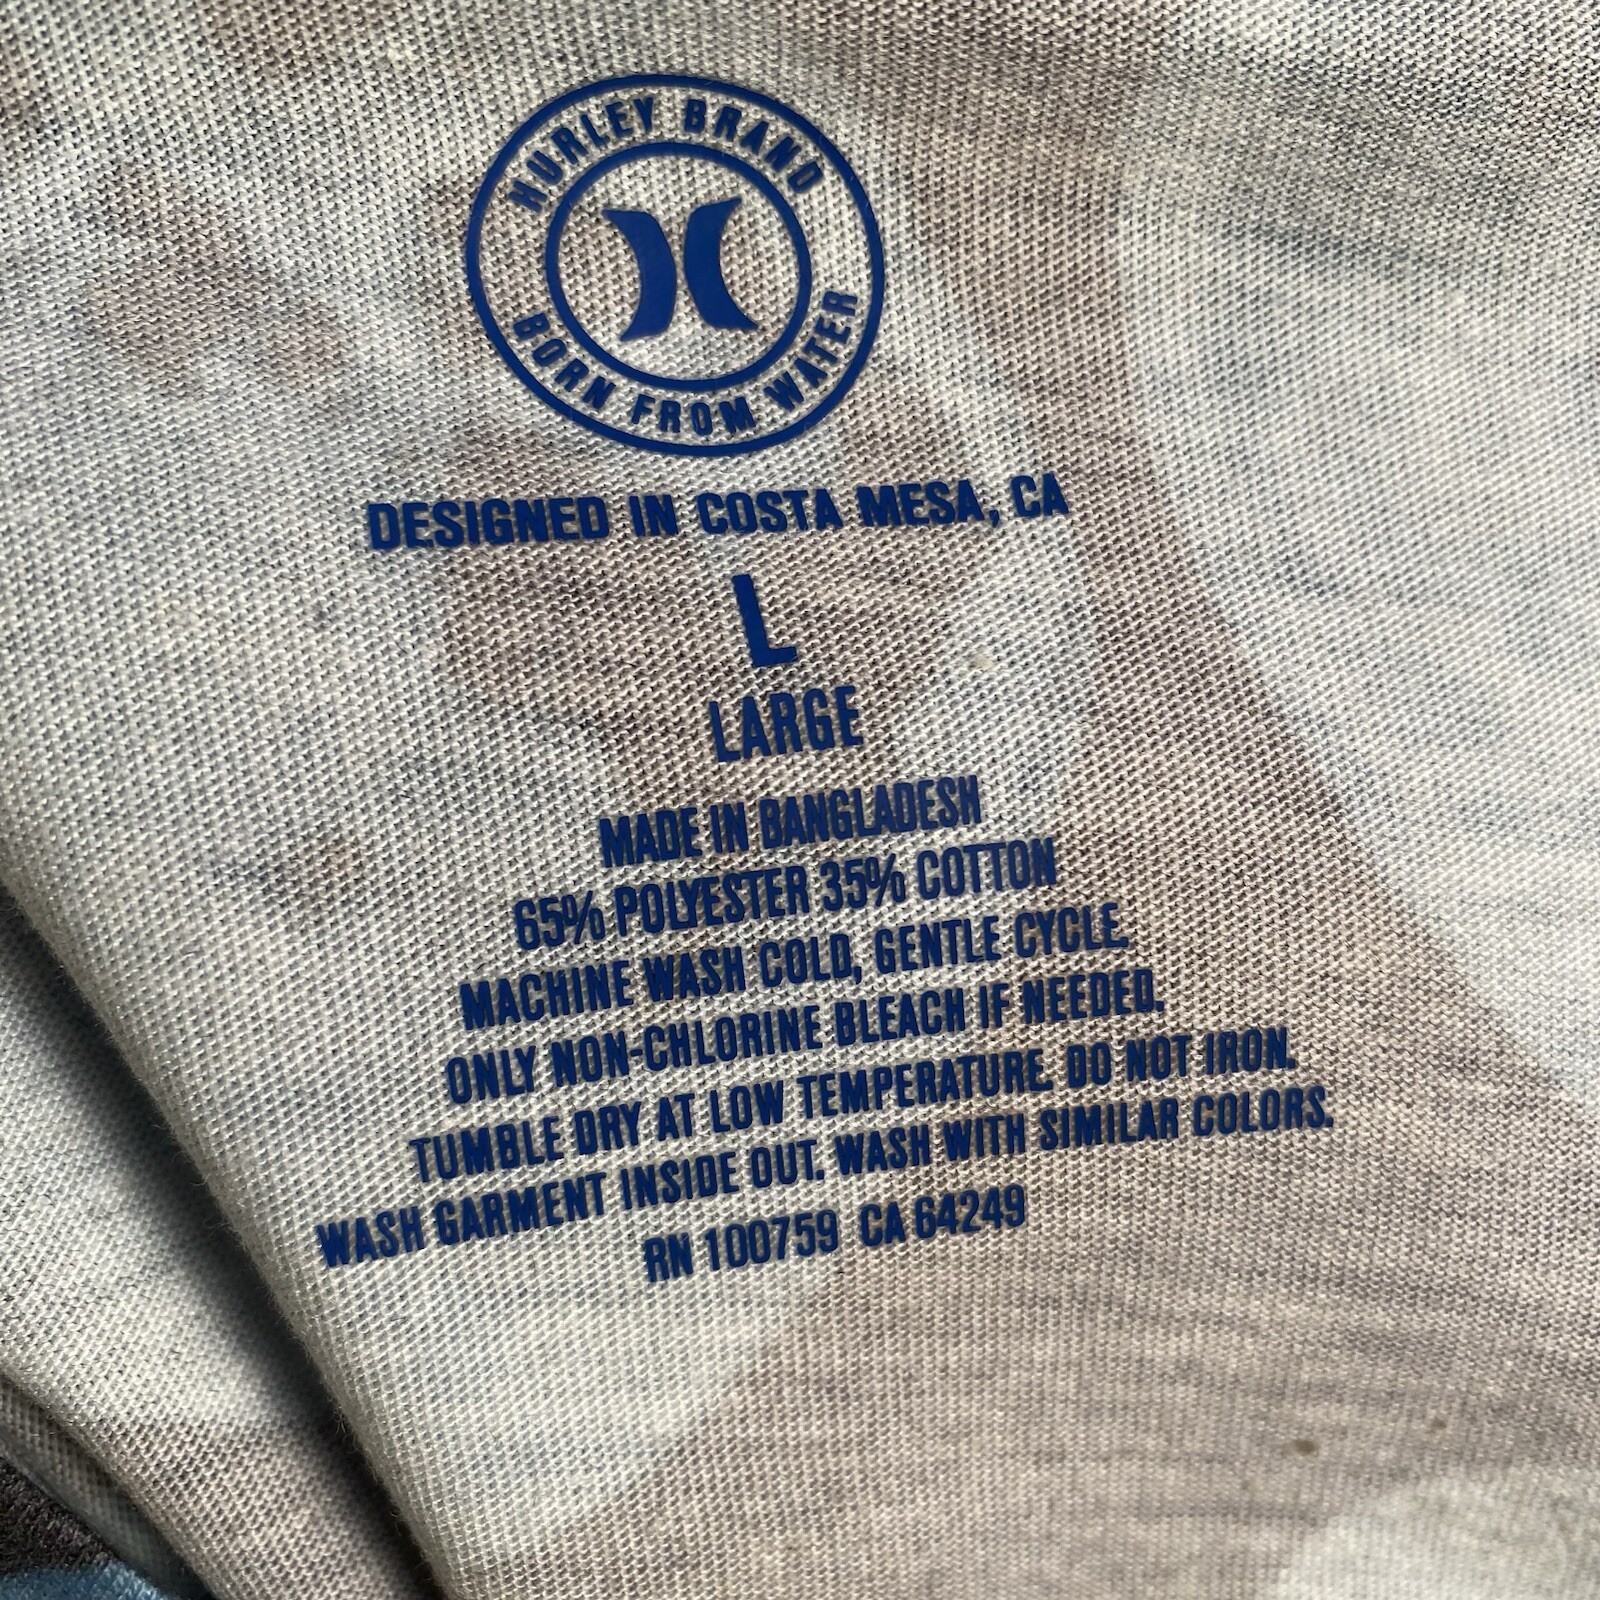 HURLEY BRAND
BORN FROM WATER
DESIGNED IN COSTA MESA, CA
L
LARGE
MADE IN BANGLADESH
65% POLYESTER 35% COTTON
MACHINE WASH COLD, GENTLE CYCLE.
ONLY NON-CHLORINE BLEACH IF NEEDED.
TUMBLE DRY AT LOW TEMPERATURE. DO NOT IRON.
WASH GARMENT INSIDE OUT. WASH WITH SIMILAR COLORS.
RN 100759 CA 64249